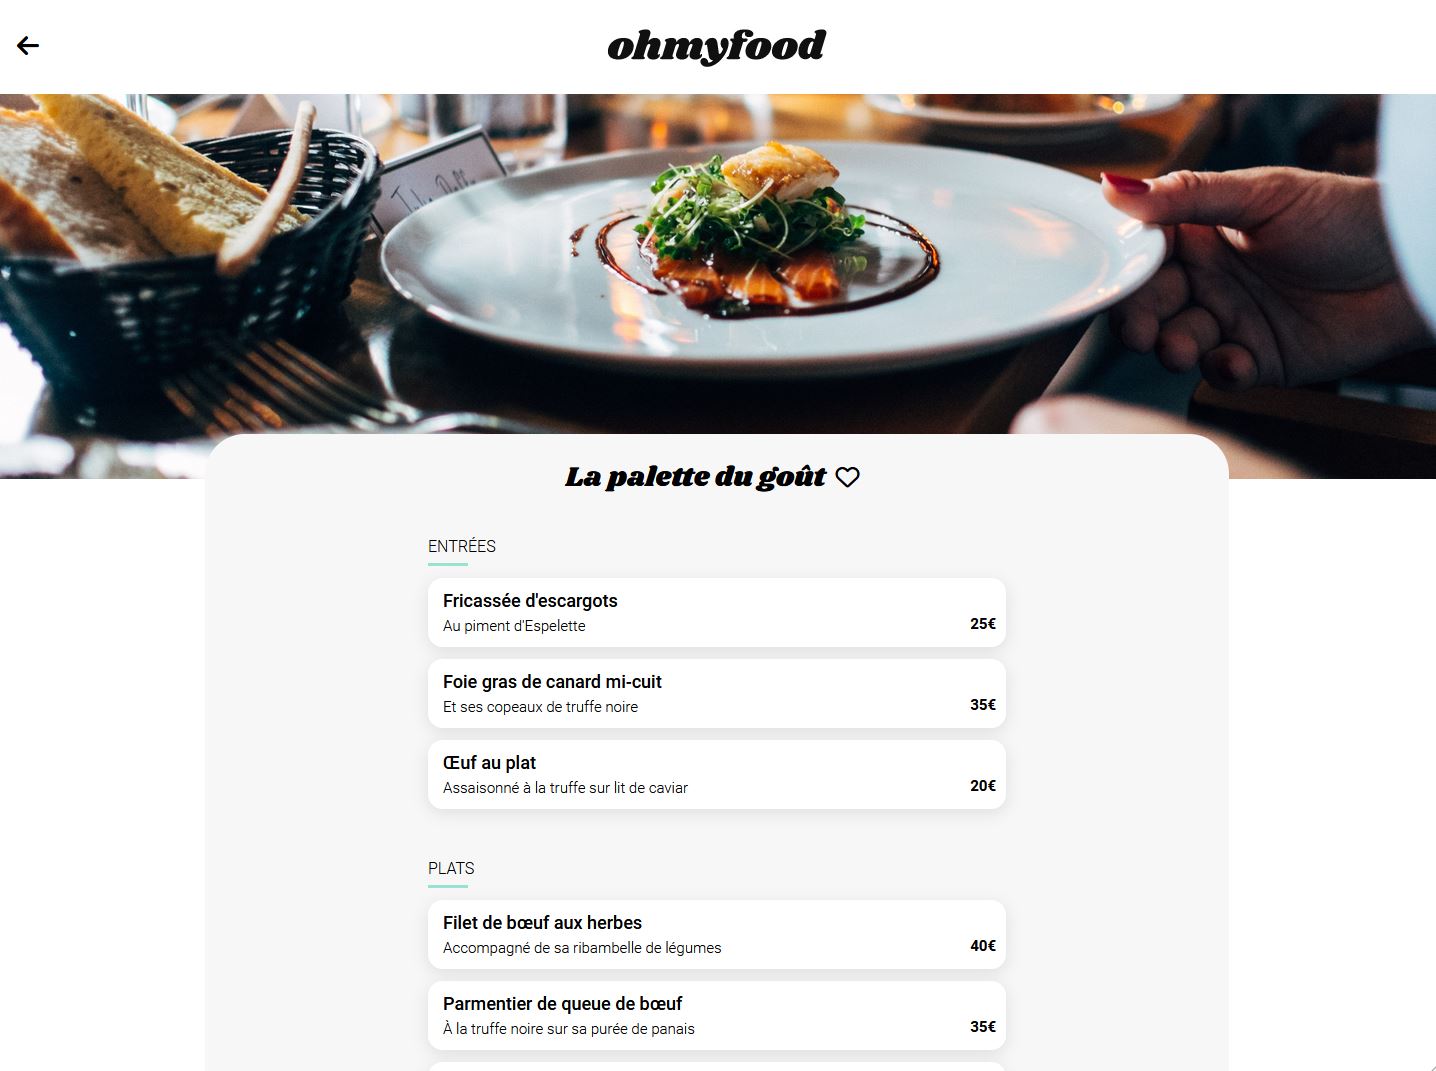 ohmyfood
La palette du goût
ENTRÉES
Fricassée d'escargots
Au piment d'Espelette
25€
Foie gras de canard mi-cuit
Et ses copeaux de truffe noire
35€
Œuf au plat
Assaisonné à la truffe sur lit de caviar
20€
PLATS
Filet de bœuf aux herbes
Accompagné de sa ribambelle de légumes
40€
Parmentier de queue de bœuf
À la truffe noire sur sa purée de panais
35€